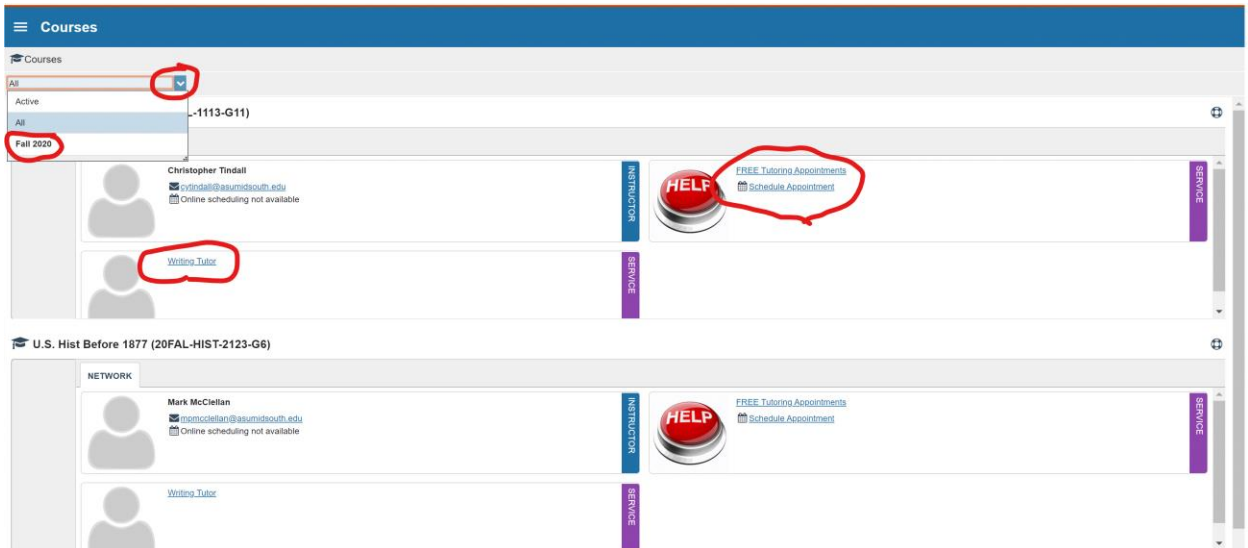 Courses
Courses
All
Active
All
Fall 2020
-1113-G11)
Christopher Tindall
cytindall@asumidsouth.edu
Online scheduling not available
INSTRUCTOR
HELP
FREE Tutoring Appointments
Schedule Appointment
SERVICE
Writing Tutor
SERVICE
U.S. Hist Before 1877 (20FAL-HIST-2123-G6)
NETWORK
Mark McClellan
mpmcclellan@asumidsouth.edu
Online scheduling not available
INSTRUCTOR
HELP
FREE Tutoring Appointments
Schedule Appointment
SERVICE
Writing Tutor
SERVICE